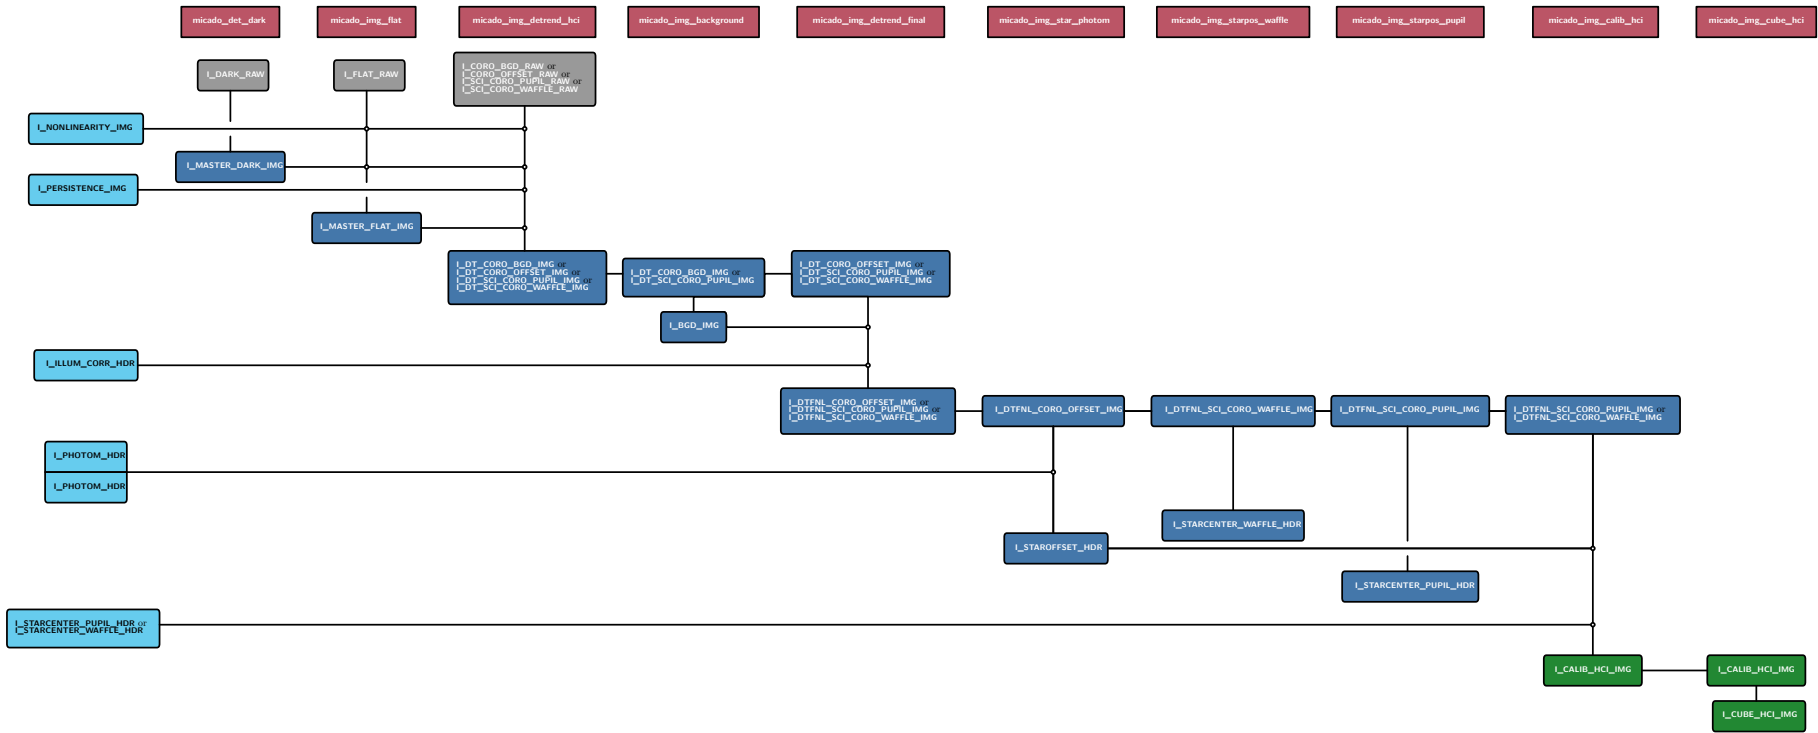 micado_det_dark
micado_img_flat
micado_img_detrend_hci
micado_img_background
micado_img_detrend_final
micado_img_star_photom
micado_img_starpos_waffle
micado_img_starpos_pupil
micado_img_calib_hci
micado_img_cube_hci
I_DARK_RAW
I_FLAT_RAW
I_CORO_BGD_RAW or
I_CORO_OFFSET_RAW or
I_SCI_CORO_PUPIL_RAW or
I_SCI_CORO_WAFFLE_RAW
I_NONLINEARITY_IMG
I_MASTER_DARK_IMG
I_PERSISTENCE_IMG
I_MASTER_FLAT_IMG
I_DT_CORO_BGD_IMG or
I_DT_CORO_OFFSET_IMG or
I_DT_SCI_CORO_PUPIL_IMG or
I_DT_SCI_CORO_WAFFLE_IMG
I_DT_CORO_BGD_IMG or
I_DT_SCI_CORO_PUPIL_IMG
I_DT_CORO_OFFSET_IMG or
I_DT_SCI_CORO_PUPIL_IMG or
I_DT_SCI_CORO_WAFFLE_IMG
I_BGD_IMG
I_ILLUM_CORR_HDR
I_DTFNL_CORO_OFFSET_IMG or
I_DTFNL_SCI_CORO_PUPIL_IMG or
I_DTFNL_SCI_CORO_WAFFLE_IMG
I_DTFNL_CORO_OFFSET_IMG
I_DTFNL_SCI_CORO_WAFFLE_IMG
I_DTFNL_SCI_CORO_PUPIL_IMG
I_DTFNL_SCI_CORO_PUPIL_IMG or
I_DTFNL_SCI_CORO_WAFFLE_IMG
I_PHOTOM_HDR
I_PHOTOM_HDR
I_STARCENTER_WAFFLE_HDR
I_STAROFFSET_HDR
I_STARCENTER_PUPIL_HDR
I_STARCENTER_PUPIL_HDR or
I_STARCENTER_WAFFLE_HDR
I_CALIB_HCI_IMG
I_CALIB_HCI_IMG
I_CUBE_HCI_IMG